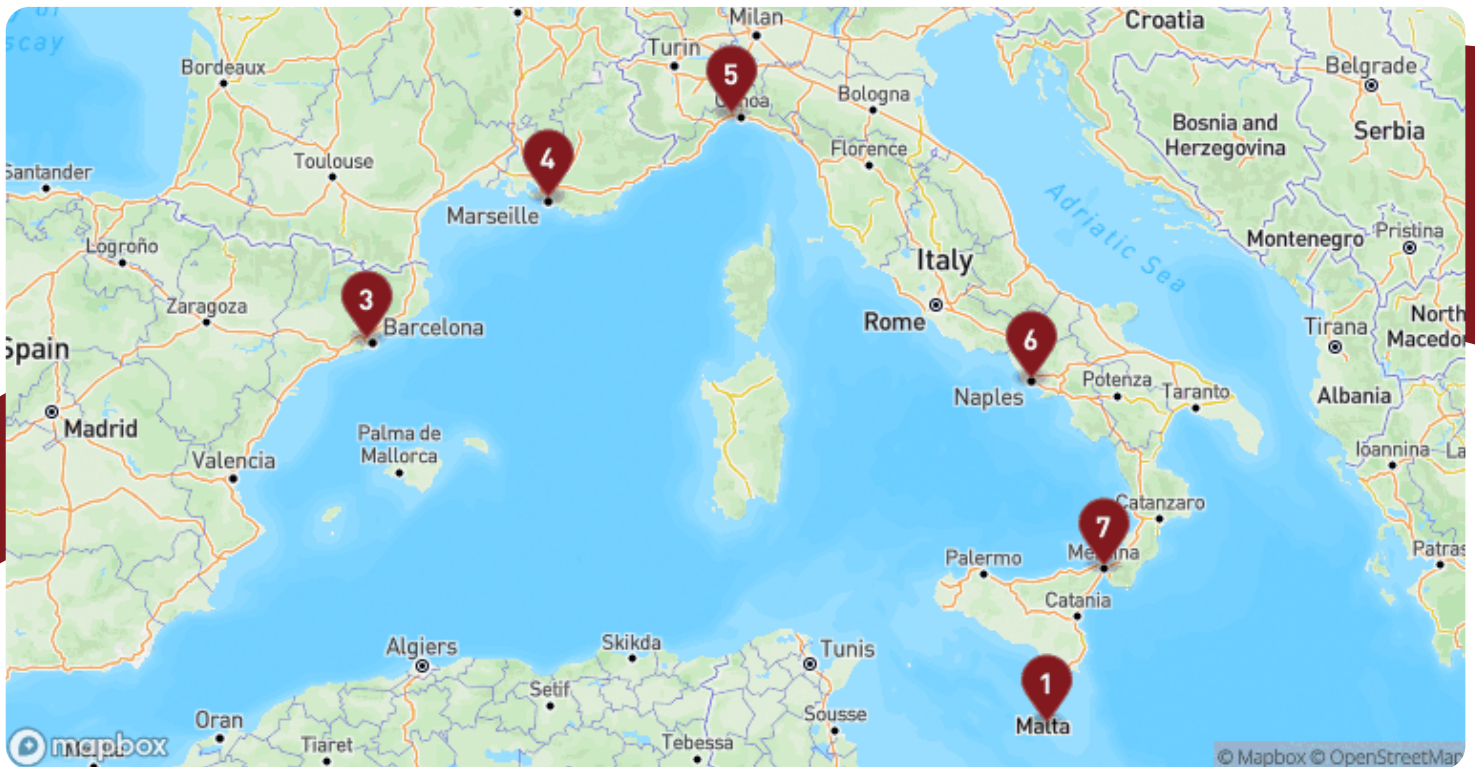 Milan
Croatia
scay
Turin
Bordeaux
Belgrade
5
Bologna
Bosnia and
Herzegovina
Serbia
Florence
4
Toulouse
Santander
Marseille
Adriatic Sea
Logroño
Montenegro
Pristina
Italy
3
Zaragoza
Barcelona
Rome
Tirana
North
Macedo
Spain
6
Potenza
Taranto
Naples
Albania
Madrid
Palma de
Mallorca
Valencia
Ioannina
La
Catanzaro
7
Palermo
Patras
Catania
Algiers
Skikda
Tunis
1
Setif
Malta
Oran
Sousse
Tiaret
Tebessa
mapbox
© Mapbox © OpenStreetMap